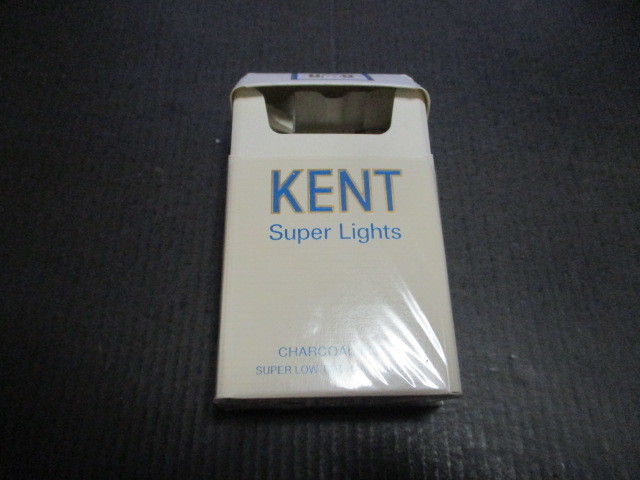 KENT
Super Lights
CHARCOAL
SUPER LOW